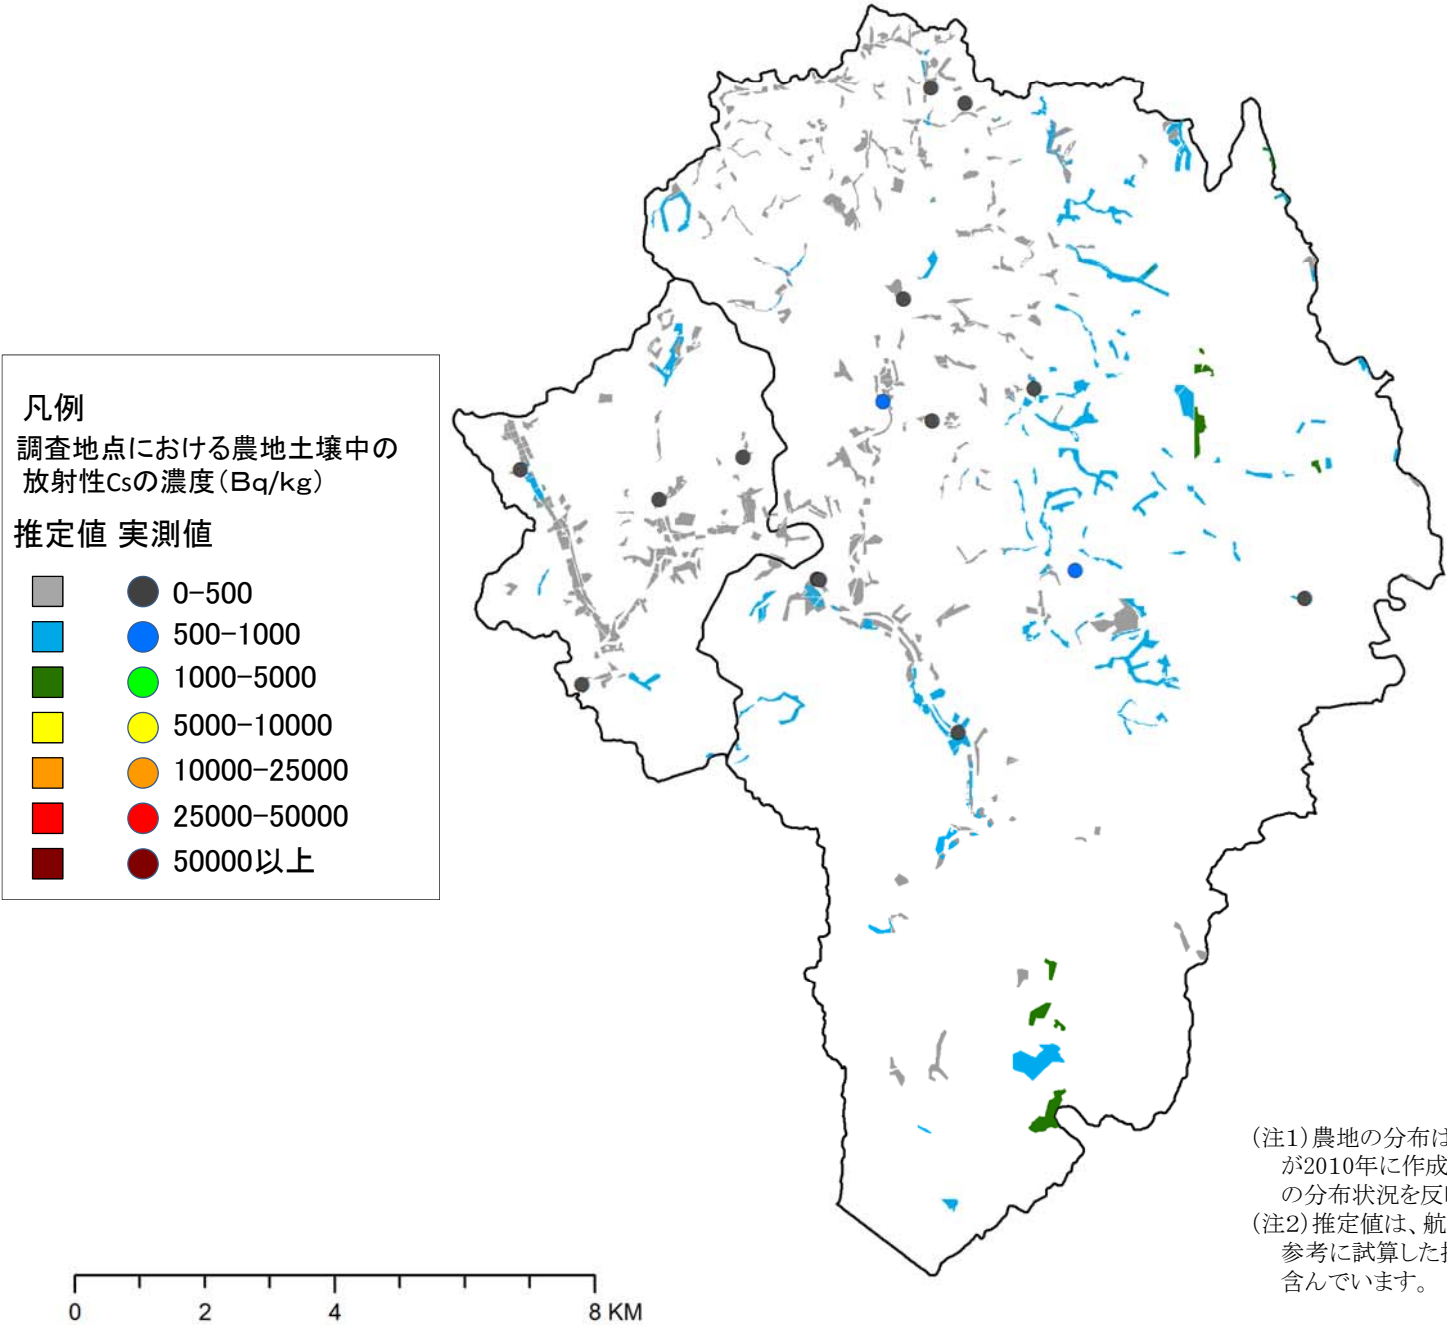 凡例
調査地点における農地土壌中の
放射性Csの濃度（Bq/kg）
推定値 実測値
0−500
500−1000
1000−5000
5000−10000
10000−25000
25000−50000
50000以上
0 2 4 8 KM
（注1）農地の分布は
が2010年に作成
の分布状況を反
（注2）推定値は、航
参考に試算した
含んでいます。